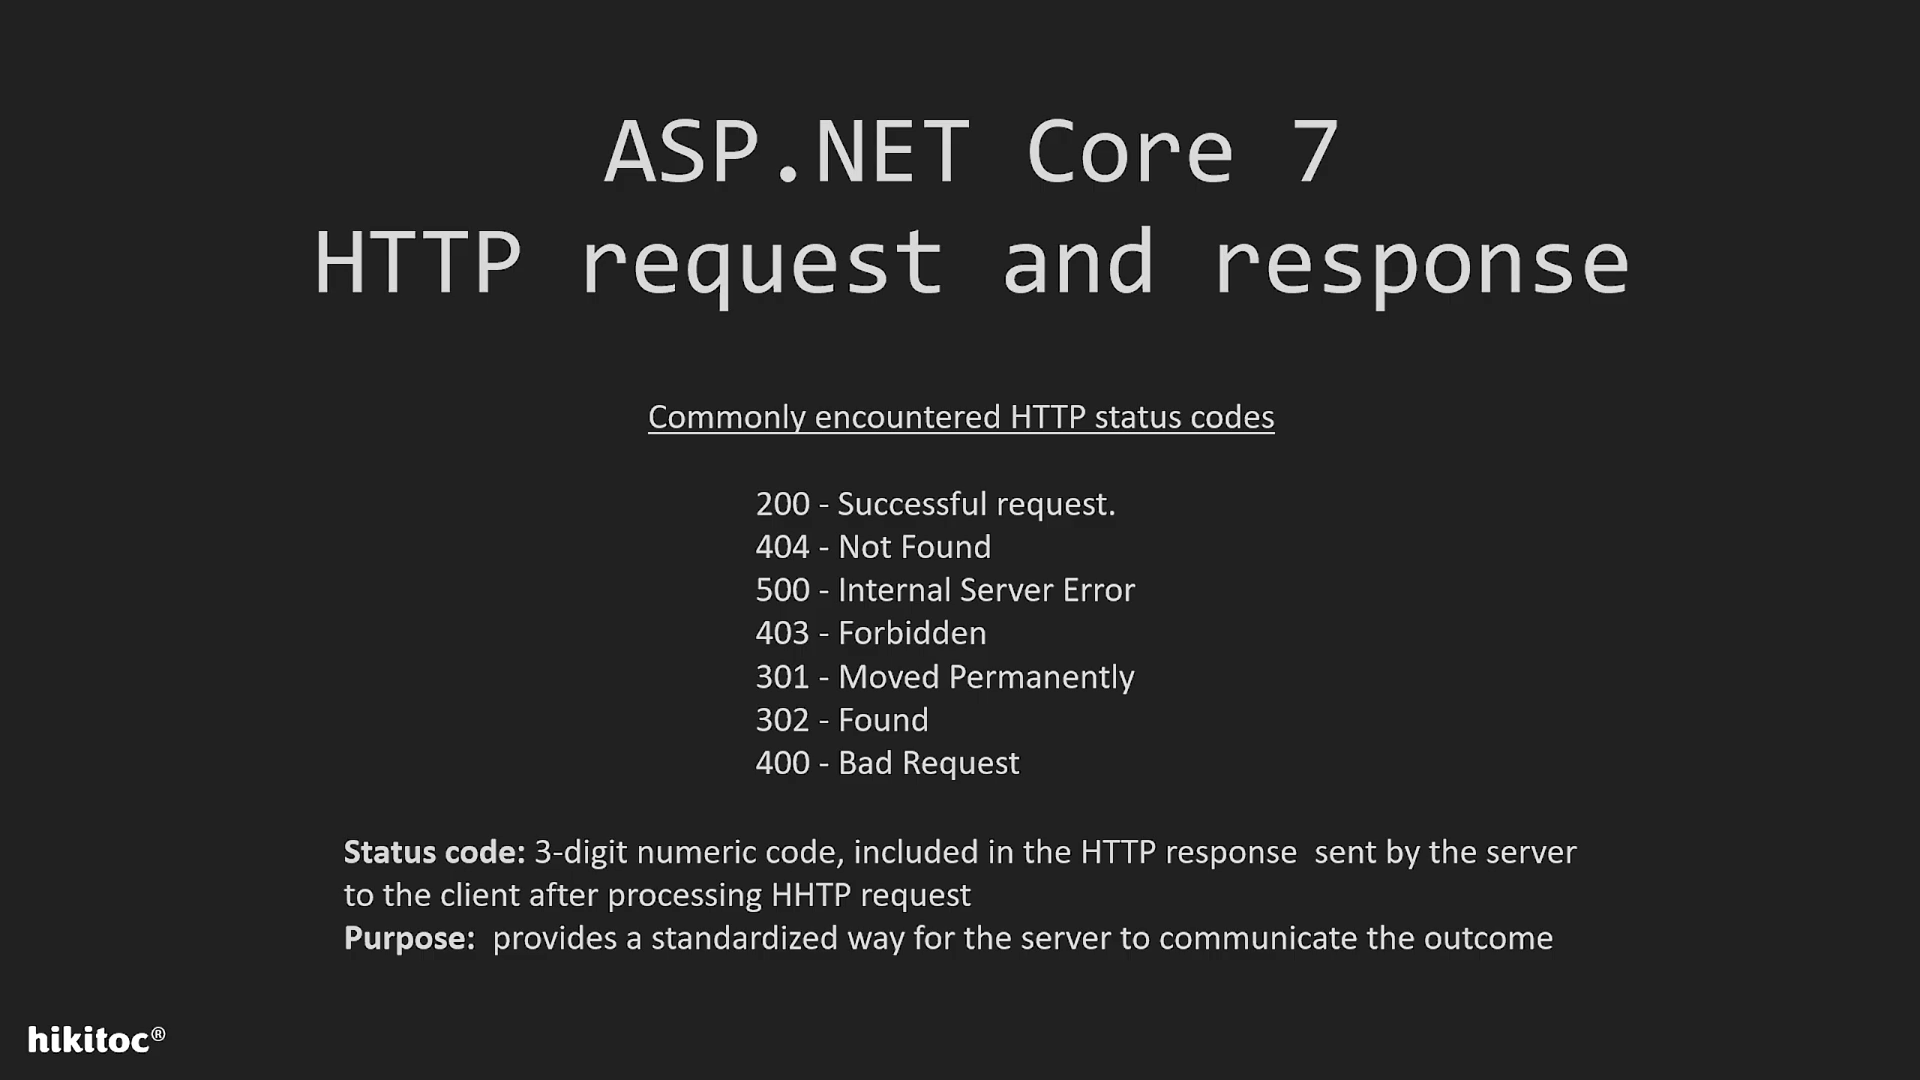 ASP.NET Core 7
HTTP request and response
Commonly encountered HTTP status codes
200 - Successful request.
404 - Not Found
500 - Internal Server Error
403 - Forbidden
301 - Moved Permanently
302 - Found
400 - Bad Request
Status code: 3-digit numeric code, included in the HTTP response  sent by the server
to the client after processing HHTP request
Purpose:  provides a standardized way for the server to communicate the outcome
hikitoc®